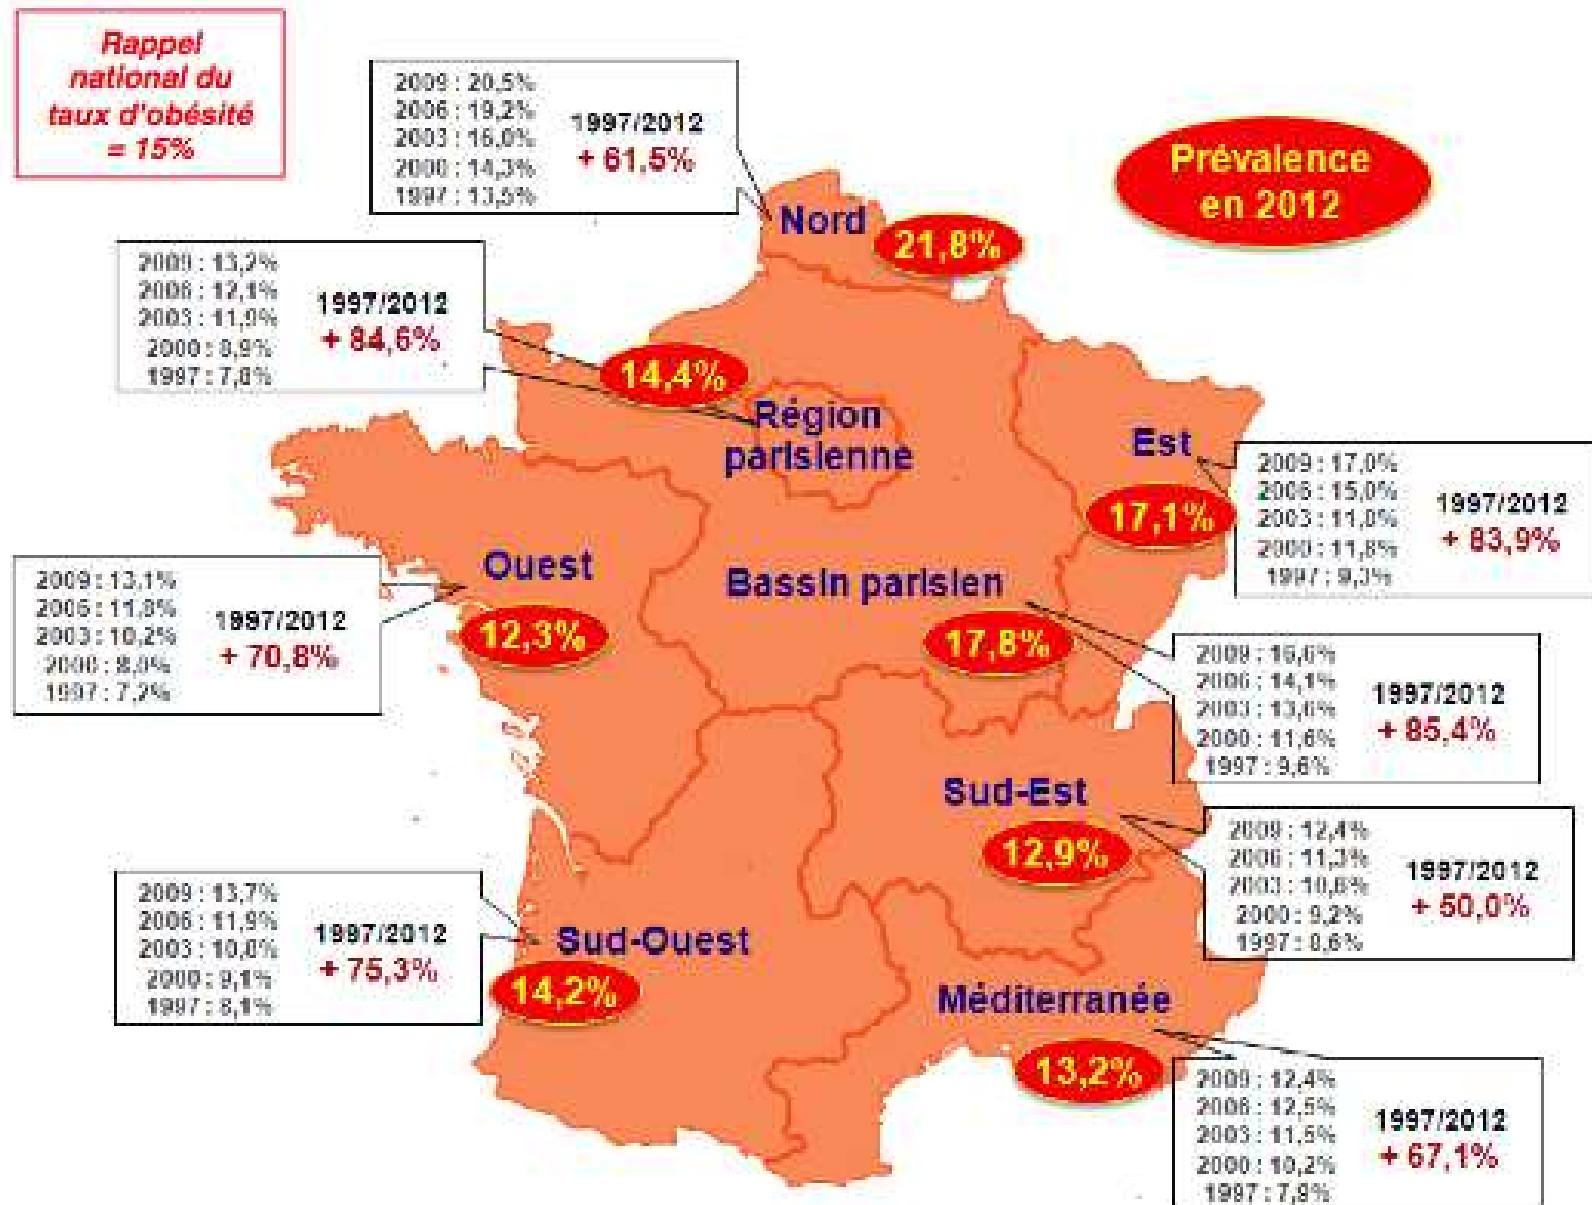 Rappel
national du
taux d'obésité
= 15%
2009 : 20,5%
2006 : 19,2%
2003 : 16,0%
2000 : 14,3%
1997 : 13,5%
1997/2012
+ 61,5%
Prévalence
en 2012
Nord
21,8%
2009 : 13,2%
2006 : 12,1%
2003 : 11,9%
2000 : 8,9%
1997 : 7,8%
1997/2012
+ 84,6%
14,4%
Région
parisienne
Est
17,1%
2009 : 17,0%
2006 : 15,0%
2003 :
2000 : 11,8%
1997 : 9,3%
1997/2012
+ 83,9%
Ouest
12,3%
2009 : 13,1%
2006 : 11,8%
2003 : 10,2%
2000 :
1997 : 7,2%
1997/2012
+ 70,8%
Bassin parisien
17,8%
2009 : 16,6%
2006 : 14,1%
2003 : 13,6%
2000 : 11,6%
1997 : 9,6%
1997/2012
+ 85,4%
Sud-Est
12,9%
2009 : 12,4%
2006 : 11,3%
2003 :
2000 : 9,2%
1997 : 8,6%
1997/2012
+ 50,0%
2009 : 13,7%
2006 : 11,9%
2003 :
2000 : 9,1%
1997 : 8,1%
1997/2012
+ 75,3%
Sud-Ouest
14,2%
Méditerranée
13,2%
2009 : 12,4%
2006 : 12,5%
2003 : 11,5%
2000 : 10,2%
1997 : 7,9%
1997/2012
+ 67,1%